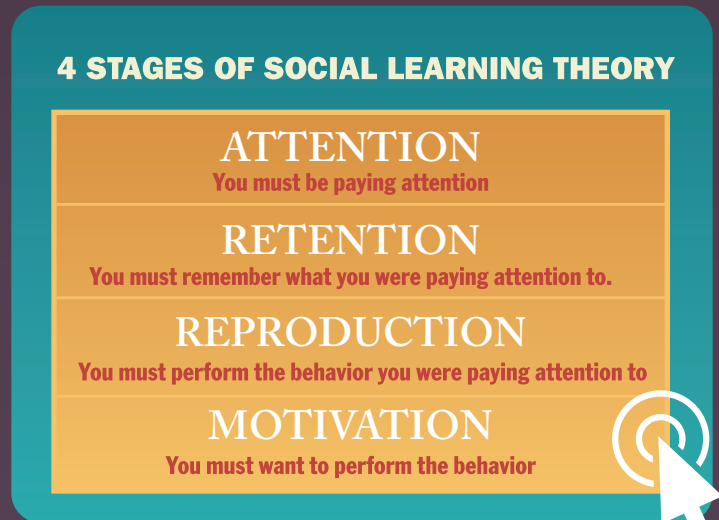 4 STAGES OF SOCIAL LEARNING THEORY
ATTENTION
You must be paying attention
RETENTION
You must remember what you were paying attention to.
REPRODUCTION
You must perform the behavior you were paying attention to
MOTIVATION
You must want to perform the behavior